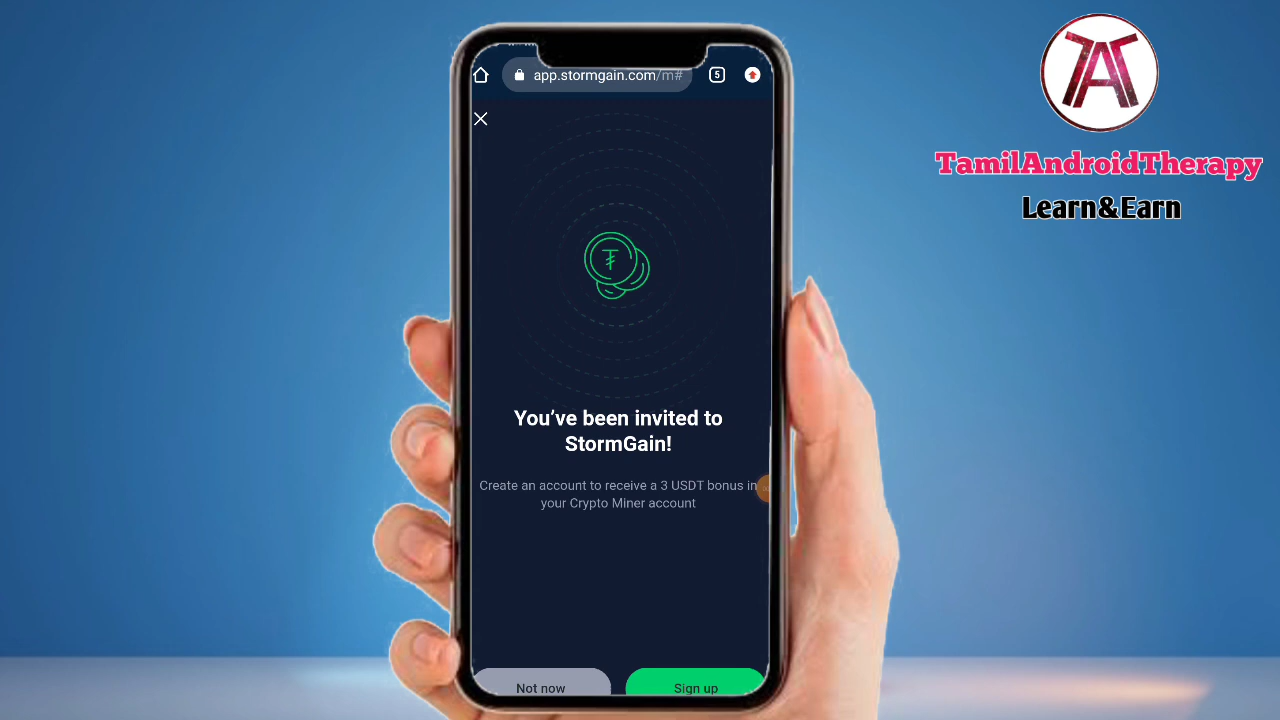 app.stormgain.com/m#
5
You've been invited to
StormGain!
Create an account to receive a 3 USDT bonus in
your Crypto Miner account
Not now
Sign up
TAT
TamilAndroidTherapy
Learn&Earn